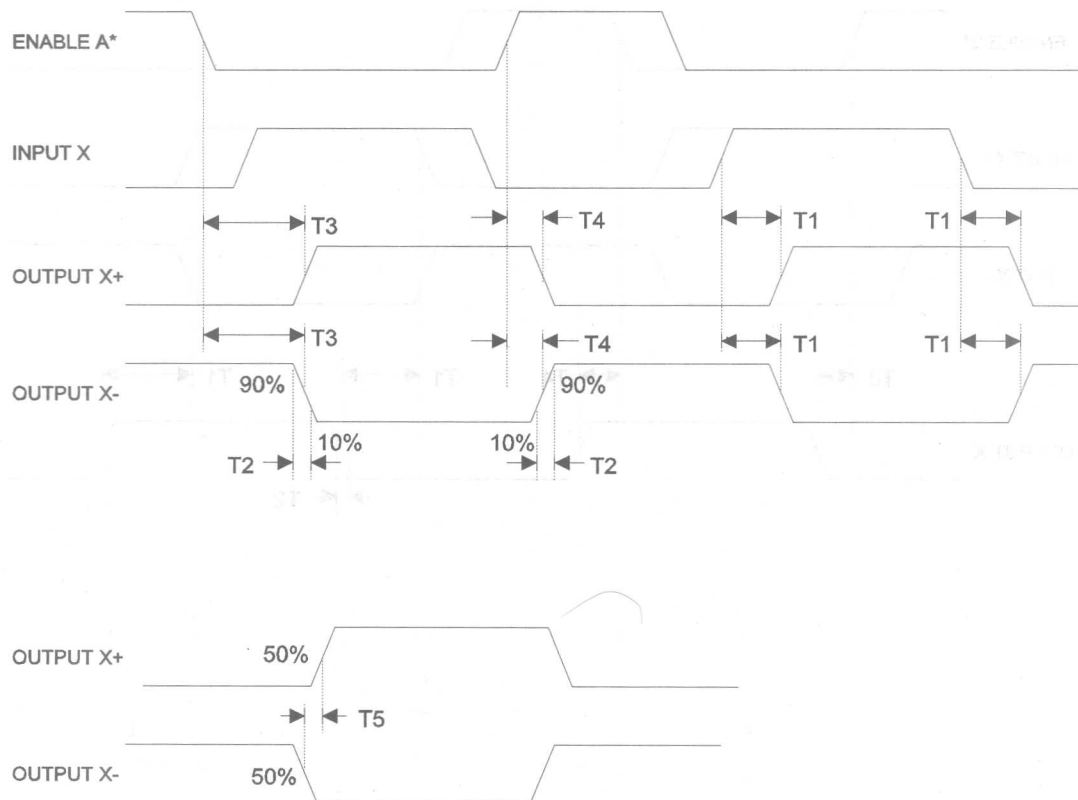 ENABLE A*
INPUT X
T3 T4 T1 T1
OUTPUT X+
T3 T4 T1 T1
OUTPUT X-
90% 90%
10% 10%
T2 T2
OUTPUT X+
50%
T5
OUTPUT X-
50%